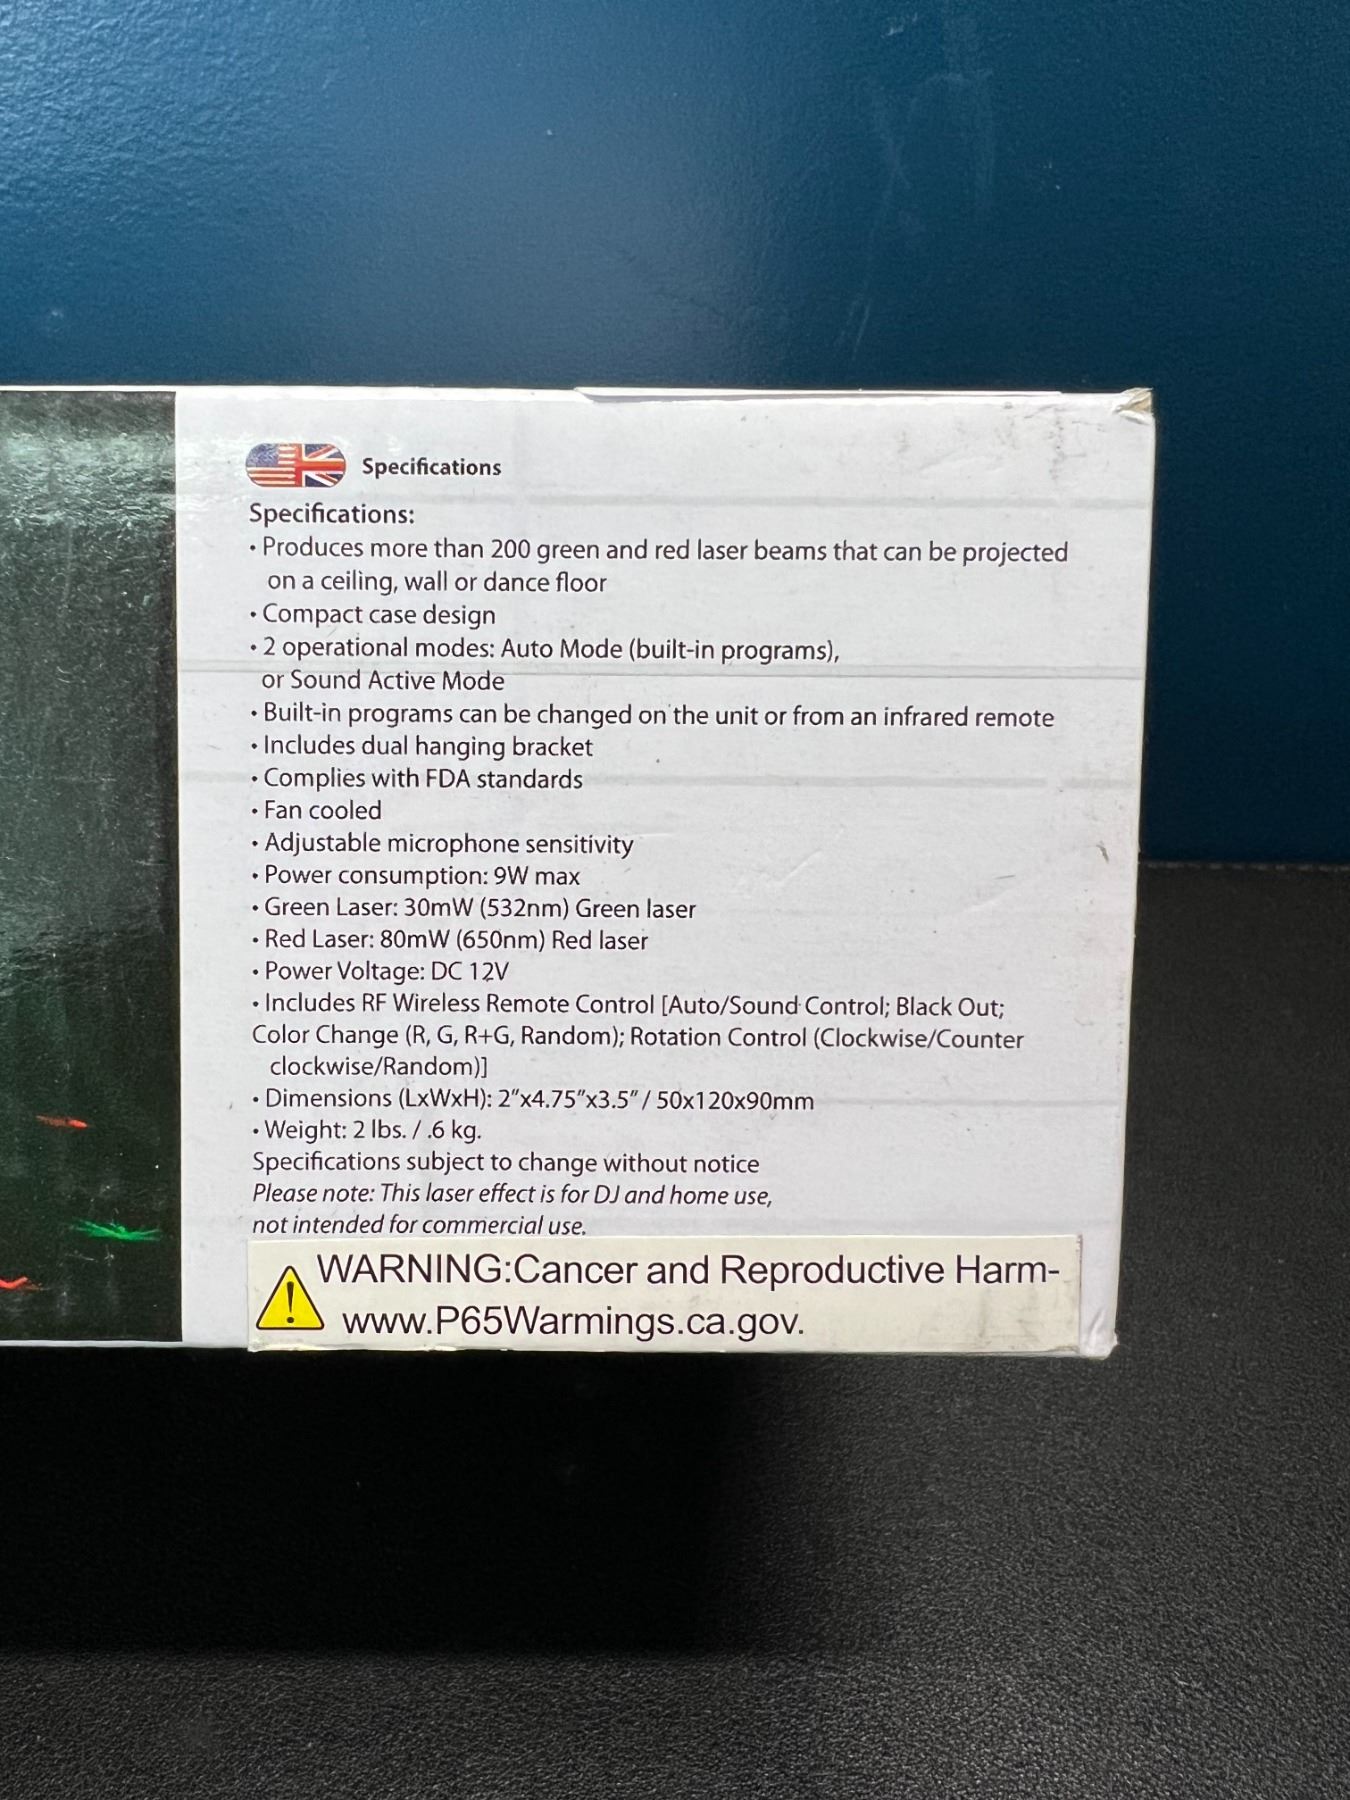 Specifications
Specifications:
• Produces more than 200 green and red laser beams that can be projected
on a ceiling, wall or dance floor
• Compact case design
• 2 operational modes: Auto Mode (built-in programs),
or Sound Active Mode
• Built-in programs can be changed on the unit or from an infrared remote
• Includes dual hanging bracket
• Complies with FDA standards
• Fan cooled
• Adjustable microphone sensitivity
• Power consumption: 9W max
• Green Laser: 30mW (532nm) Green laser
• Red Laser: 80mW (650nm) Red laser
• Power Voltage: DC 12V
• Includes RF Wireless Remote Control [Auto/Sound Control; Black Out;
Color Change (R, G, R+G, Random); Rotation Control (Clockwise/Counter
clockwise/Random)]
• Dimensions (LxWxH): 2"x4.75"x3.5" / 50x120x90mm
• Weight: 2 lbs. / .6 kg.
Specifications subject to change without notice
Please note: This laser effect is for DJ and home use,
not intended for commercial use.
WARNING:Cancer and Reproductive Harm-
www.P65Warmings.ca.gov.